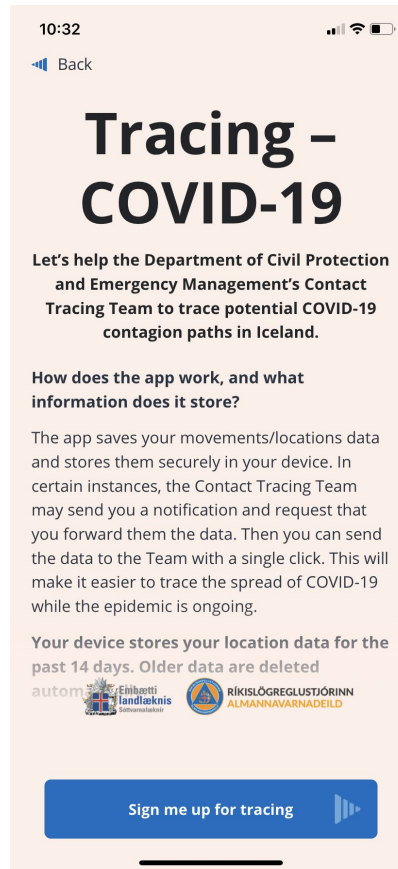 10:32
Back
Tracing –
COVID-19
Let's help the Department of Civil Protection
and Emergency Management's Contact
Tracing Team to trace potential COVID-19
contagion paths in Iceland.
How does the app work, and what
information does it store?
The app saves your movements/locations data
and stores them securely in your device. In
certain instances, the Contact Tracing Team
may send you a notification and request that
you forward them the data. Then you can send
the data to the Team with a single click. This will
make it easier to trace the spread of COVID-19
while the epidemic is ongoing.
Your device stores your location data for the
past 14 days. Older data are deleted
Embætti
landlæknis
Sóttvarnalæknir
RÍKISLÖGREGLUSTJÓRINN
ALMANNAVARNADEILD
Sign me up for tracing